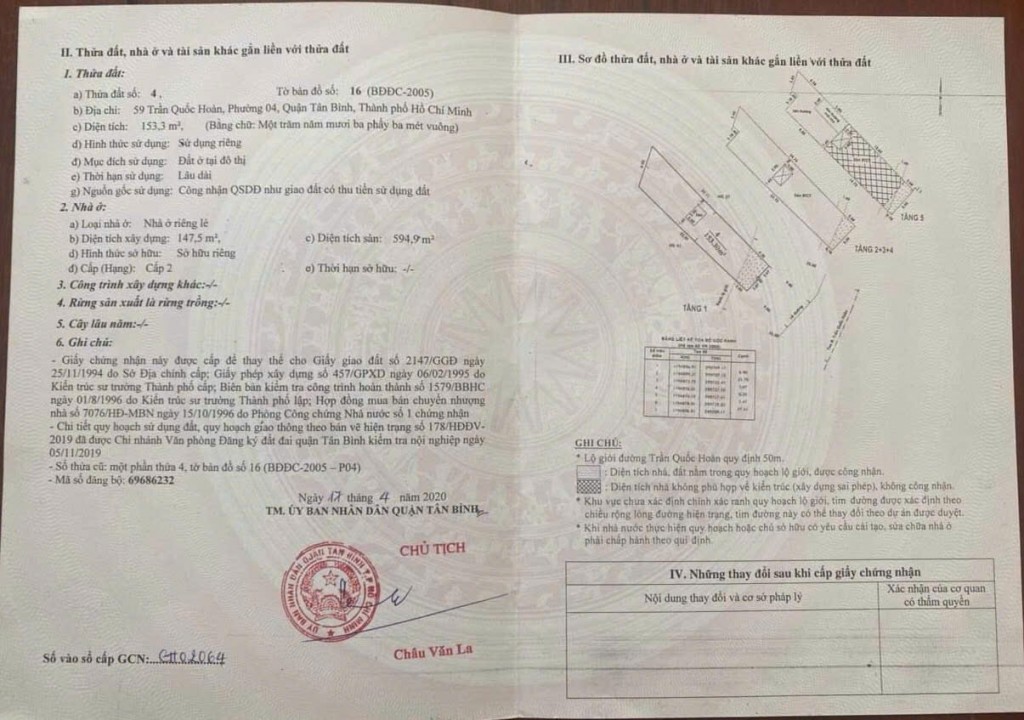 II. Thửa đất, nhà ở và tài sản khác gắn liền với thửa đất
1. Thửa đất:
a) Thửa đất số: 4 , Tờ bản đồ số: 16 (BĐĐC-2005)
b) Địa chỉ: 59 Trần Quốc Hoàn, Phường 04, Quận Tân Bình, Thành phố Hồ Chí Minh
c) Diện tích: 153,3 m², (Bằng chữ: Một trăm năm mươi ba phẩy ba mét vuông)
d) Hình thức sử dụng: Sử dụng riêng
đ) Mục đích sử dụng: Đất ở tại đô thị
e) Thời hạn sử dụng: Lâu dài
g) Nguồn gốc sử dụng: Công nhận QSDĐ như giao đất có thu tiền sử dụng đất
2. Nhà ở:
a) Loại nhà ở: Nhà ở riêng lẻ
b) Diện tích xây dựng: 147,5 m², c) Diện tích sàn: 594,9 m²
d) Hình thức sở hữu: Sở hữu riêng
đ) Cấp (Hạng): Cấp 2 e) Thời hạn sở hữu: -/-
3. Công trình xây dựng khác:-/-
4. Rừng sản xuất là rừng trồng:-/-
5. Cây lâu năm:-/-
6. Ghi chú:
- Giấy chứng nhận này được cấp để thay thế cho Giấy giao đất số 2147/GGĐ ngày
25/11/1994 do Sở Địa chính cấp; Giấy phép xây dựng số 457/GPXD ngày 06/02/1995 do
Kiến trúc sư trưởng Thành phố cấp; Biên bản kiểm tra công trình hoàn thành số 1579/BBHC
ngày 01/8/1996 do Kiến trúc sư trưởng Thành phố lập; Hợp đồng mua bán chuyển nhượng
nhà số 7076/HĐ-MBN ngày 15/10/1996 do Phòng Công chứng Nhà nước số 1 chứng nhận
- Chi tiết quy hoạch sử dụng đất, quy hoạch giao thông theo bản vẽ hiện trạng số 178/HĐĐV-
2019 đã được Chi nhánh Văn phòng Đăng ký đất đai quận Tân Bình kiểm tra nội nghiệp ngày
05/11/2019
- Số thửa cũ: một phần thửa 4, tờ bản đồ số 16 (BĐĐC-2005 – P04)
- Mã số đăng bộ: 69686232
Ngày 17 tháng 4 năm 2020
TM. ỦY BAN NHÂN DÂN QUẬN TÂN BÌNH
CHỦ TỊCH
ỦY BAN NHÂN DÂN QUẬN TÂN BÌNH T.P HỒ CHÍ MINH
Châu Văn La
Số vào sổ cấp GCN: CH02064
III. Sơ đồ thửa đất, nhà ở và tài sản khác gắn liền với thửa đất
TẦNG 5
TẦNG 2+3+4
TẦNG 1
GHI CHÚ:
* Lộ giới đường Trần Quốc Hoàn quy định 50m.
: Diện tích nhà, đất nằm trong quy hoạch lộ giới, được công nhận.
: Diện tích nhà không phù hợp về kiến trúc (xây dựng sai phép), không công nhận.
* Khu vực chưa xác định chính xác ranh quy hoạch lộ giới, tim đường được xác định theo
chiều rộng lòng đường hiện trạng, tim đường này có thể thay đổi theo dự án được duyệt.
* Khi nhà nước thực hiện quy hoạch hoặc chủ sở hữu có yêu cầu cải tạo, sửa chữa nhà ở
phải chấp hành theo qui định.
IV. Những thay đổi sau khi cấp giấy chứng nhận
Nội dung thay đổi và cơ sở pháp lý
Xác nhận của cơ quan
có thẩm quyền